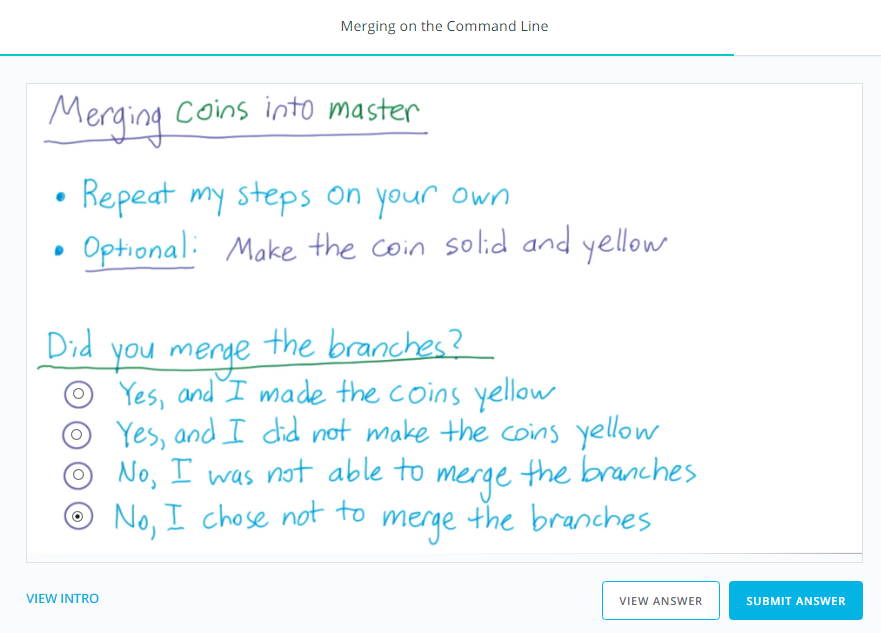 Merging on the Command Line
Merging coins into master
• Repeat my steps on your own
• Optional: Make the coin solid and yellow
Did you merge the branches?
Yes, and I made the coins yellow
Yes, and I did not make the coins yellow
No, I was not able to merge the branches
No, I chose not to merge the branches
VIEW INTRO
VIEW ANSWER
SUBMIT ANSWER